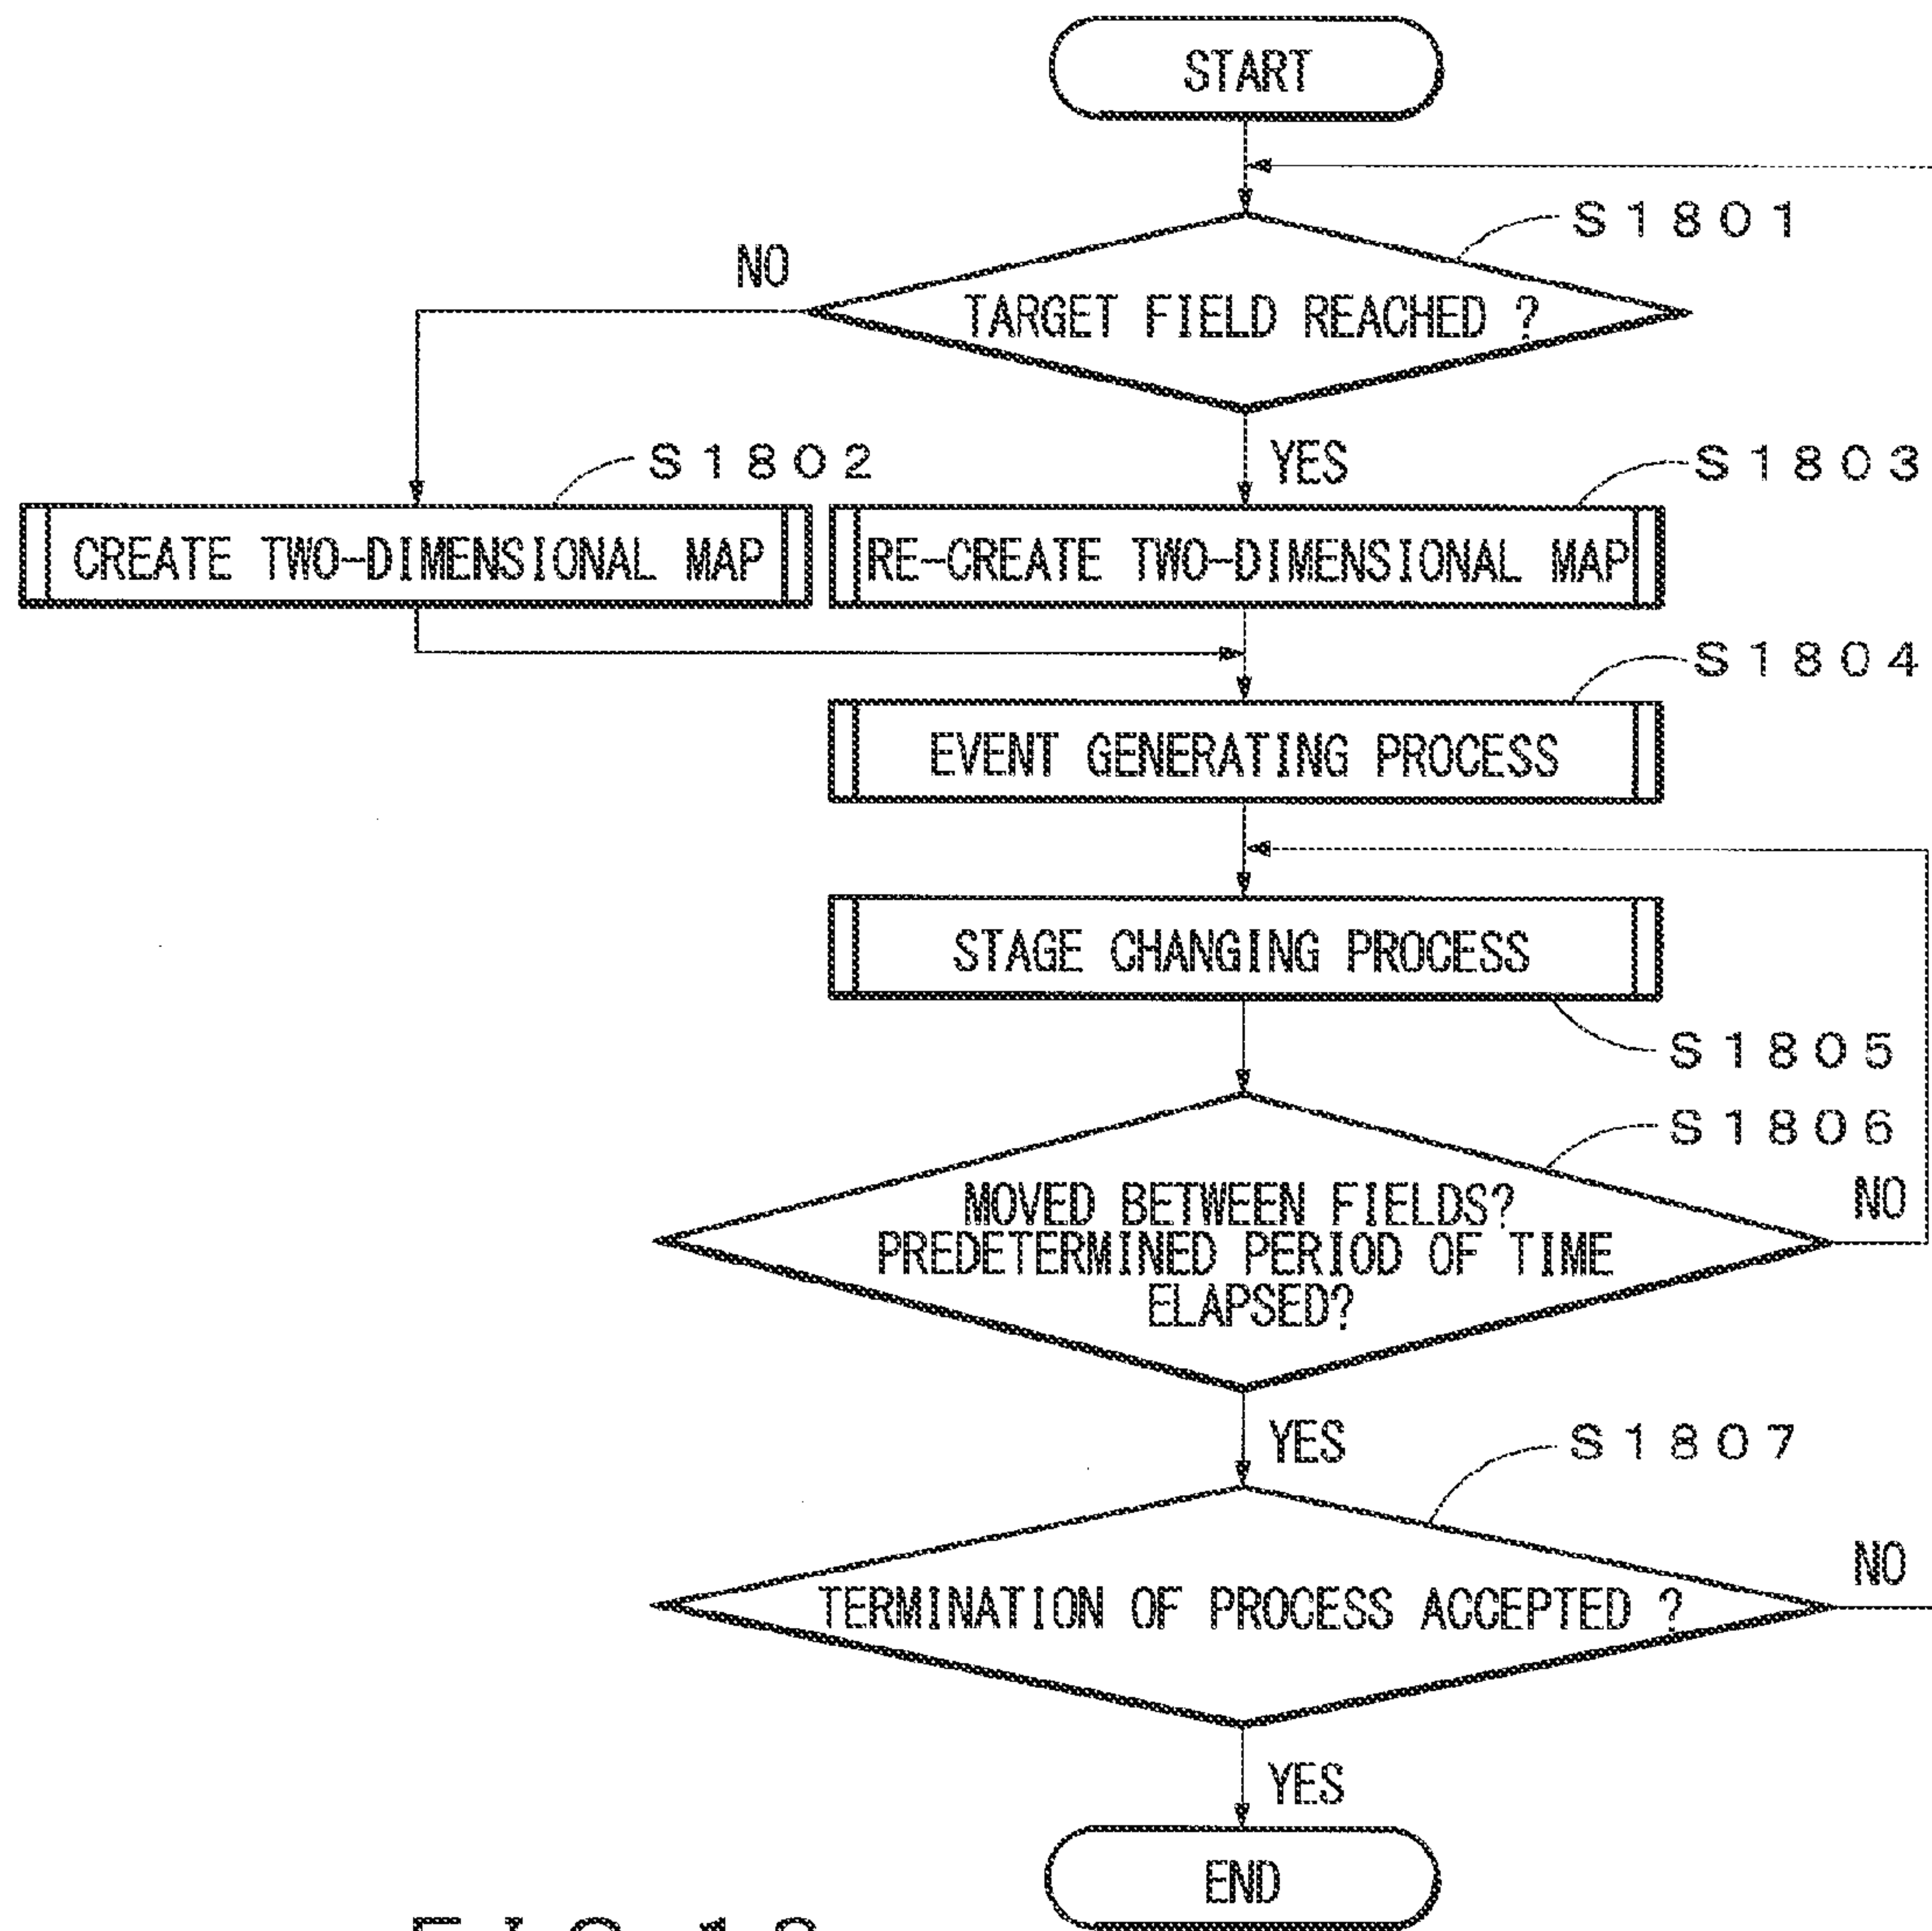 START
S1801
NO
TARGET FIELD REACHED ?
S1802
YES
S1803
CREATE TWO-DIMENSIONAL MAP
RE-CREATE TWO-DIMENSIONAL MAP
S1804
EVENT GENERATING PROCESS
STAGE CHANGING PROCESS
S1805
S1806
NO
MOVED BETWEEN FIELDS?
PREDETERMINED PERIOD OF TIME
ELAPSED?
YES
S1807
NO
TERMINATION OF PROCESS ACCEPTED ?
YES
END